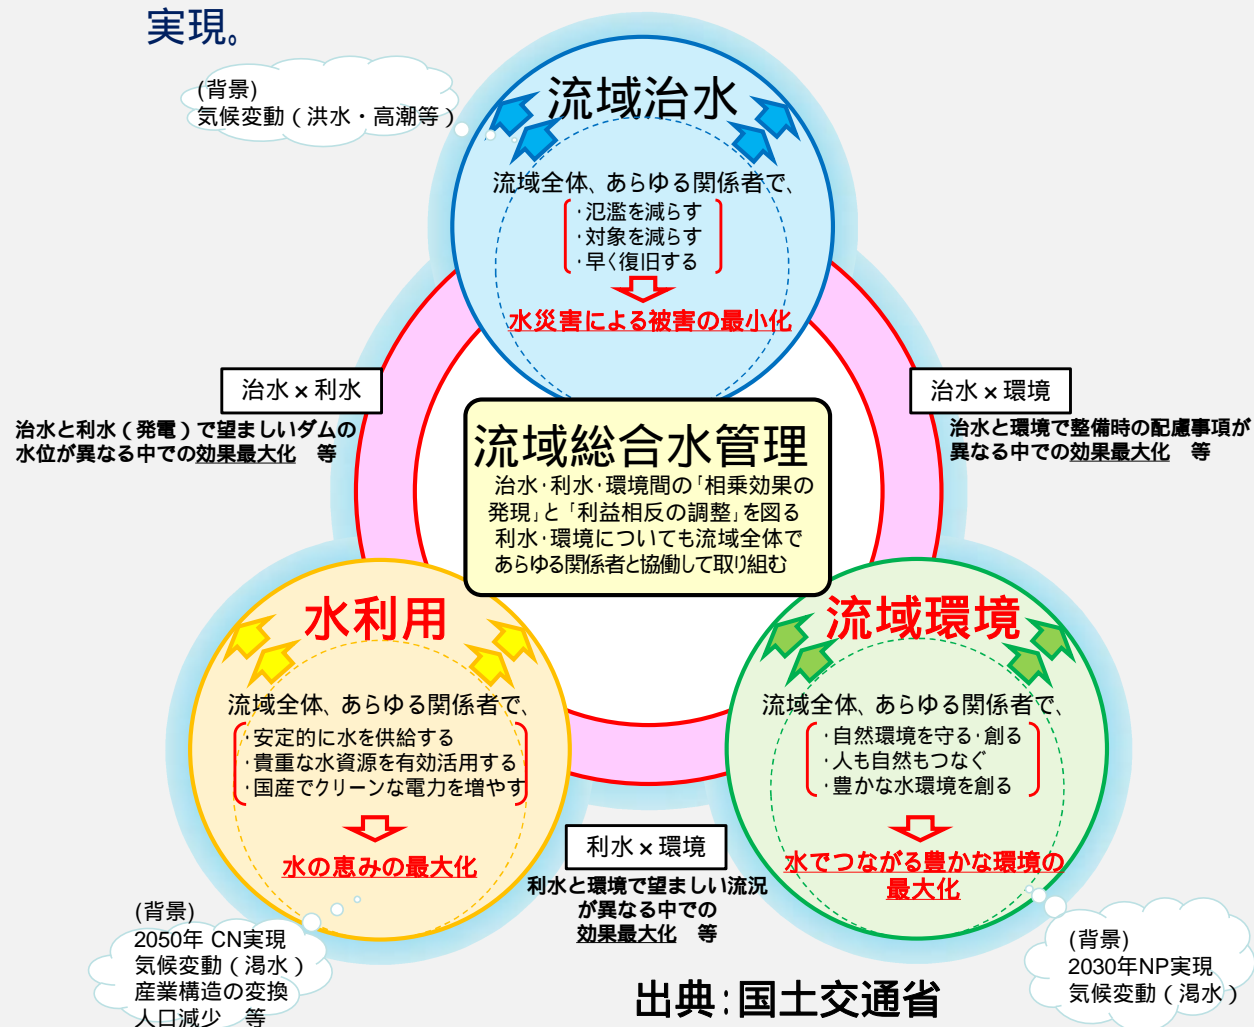 実現。
(背景)
気候変動（洪水・高潮等）
流域治水
流域全体、あらゆる関係者で、
・氾濫を減らす
・対象を減らす
・早く復旧する
水災害による被害の最小化
治水×利水
治水と利水（発電）で望ましいダムの
水位が異なる中での効果最大化　等
治水×環境
治水と環境で整備時の配慮事項が
異なる中での効果最大化　等
流域総合水管理
治水・利水・環境間の「相乗効果の
発現」と「利益相反の調整」を図る
利水・環境についても流域全体で
あらゆる関係者と協働して取り組む
水利用
流域全体、あらゆる関係者で、
・安定的に水を供給する
・貴重な水資源を有効活用する
・国産でクリーンな電力を増やす
水の恵みの最大化
流域環境
流域全体、あらゆる関係者で、
・自然環境を守る・創る
・人も自然もつなぐ
・豊かな水環境を創る
水でつながる豊かな環境の
最大化
利水×環境
利水と環境で望ましい流況
が異なる中での
効果最大化　等
(背景)
2050年 CN実現
気候変動（渇水）
産業構造の変換
人口減少　等
(背景)
2030年NP実現
気候変動（渇水）
出典：国土交通省